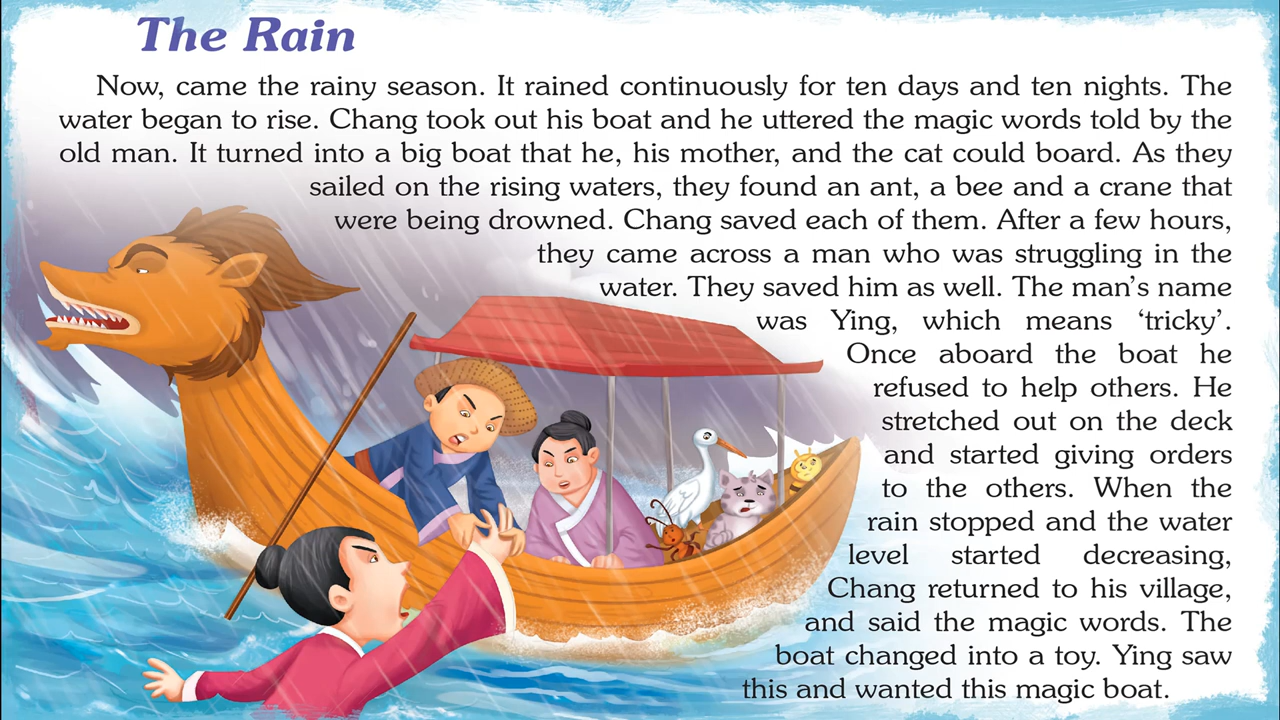 The Rain
Now, came the rainy season. It rained continuously for ten days and ten nights. The
water began to rise. Chang took out his boat and he uttered the magic words told by the
old man. It turned into a big boat that he, his mother, and the cat could board. As they
sailed on the rising waters, they found an ant, a bee and a crane that
were being drowned. Chang saved each of them. After a few hours,
they came across a man who was struggling in the
water. They saved him as well. The man’s name
was Ying, which means ‘tricky’.
Once aboard the boat he
refused to help others. He
stretched out on the deck
and started giving orders
to the others. When the
rain stopped and the water
level started decreasing,
Chang returned to his village,
and said the magic words. The
boat changed into a toy. Ying saw
this and wanted this magic boat.